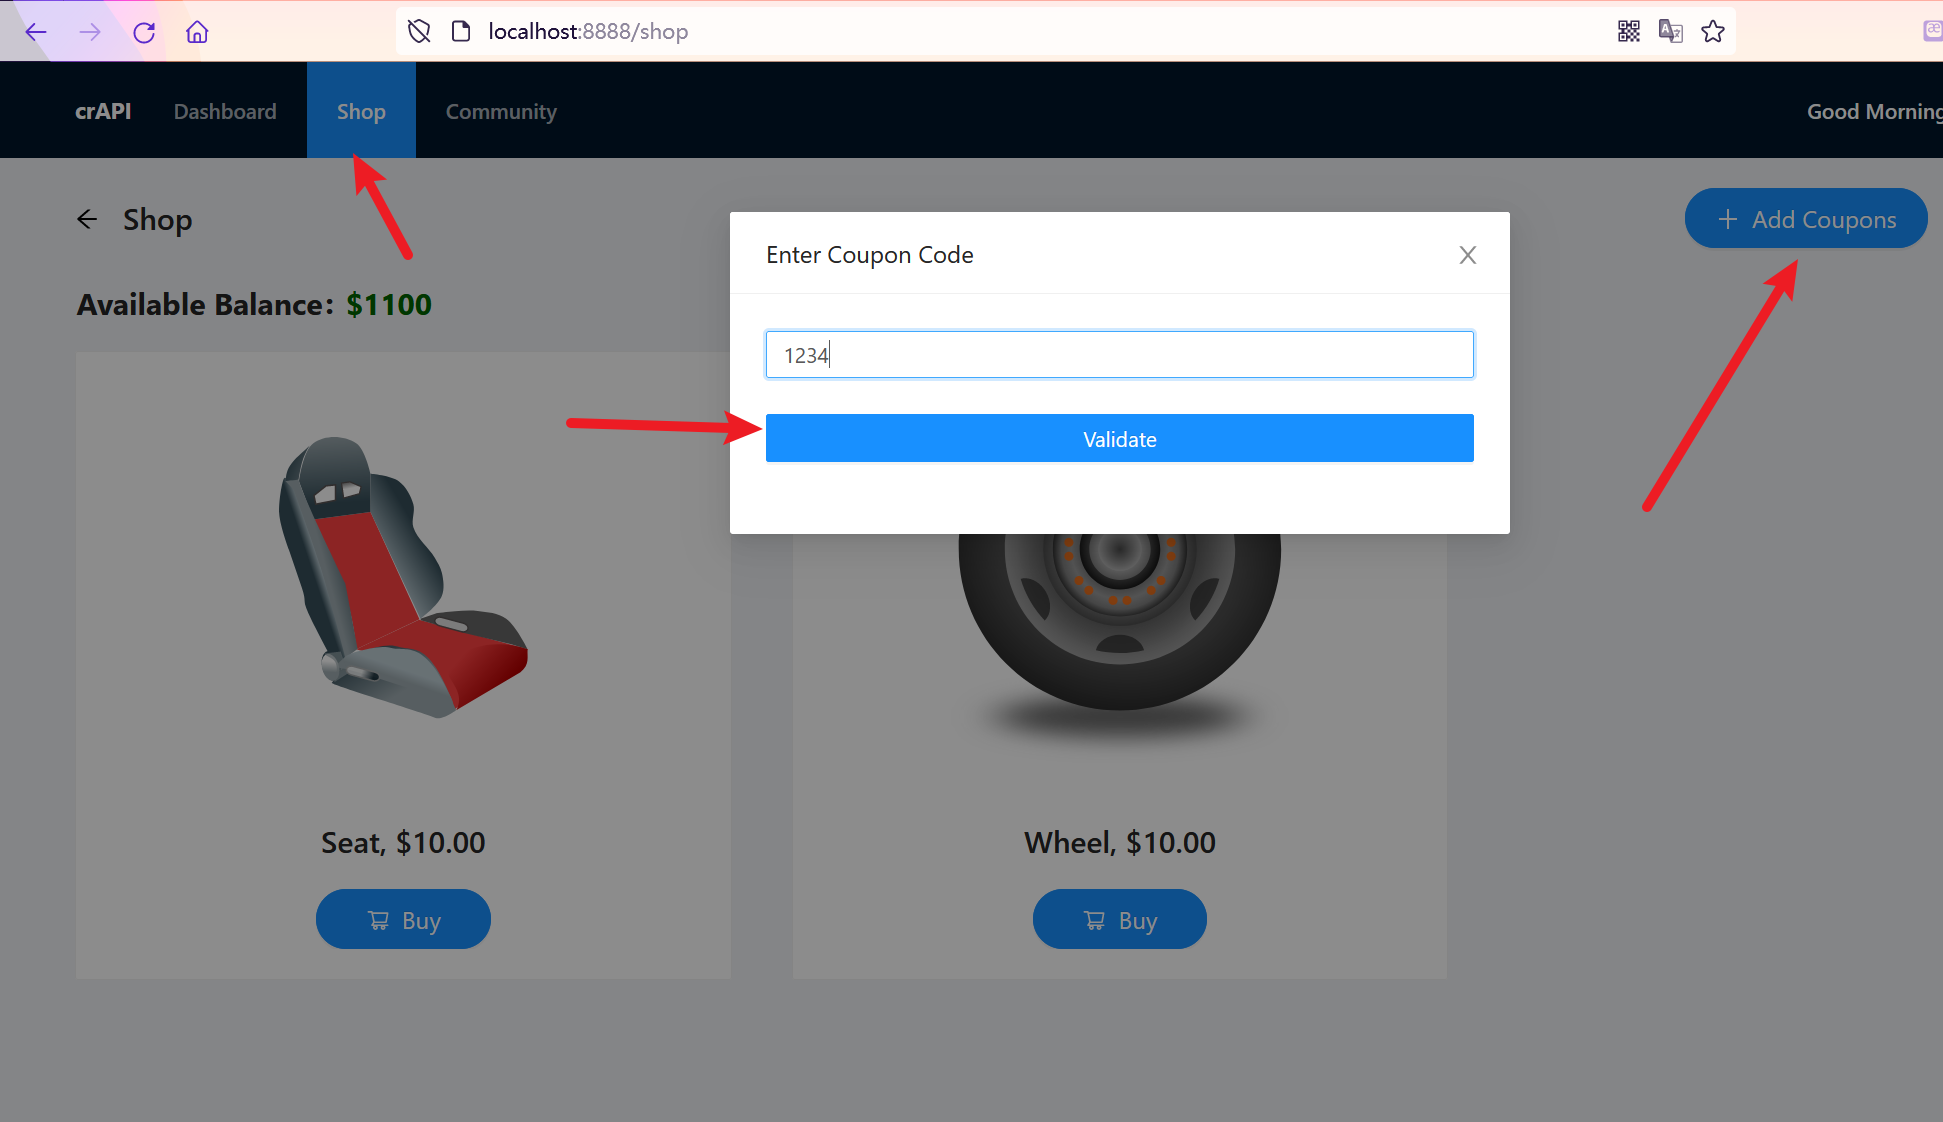 localhost:8888/shop
crAPI Dashboard Shop Community Good Morning
Shop
Add Coupons
Available Balance: $1100
Enter Coupon Code
1234
Validate
Seat, $10.00
Buy
Wheel, $10.00
Buy